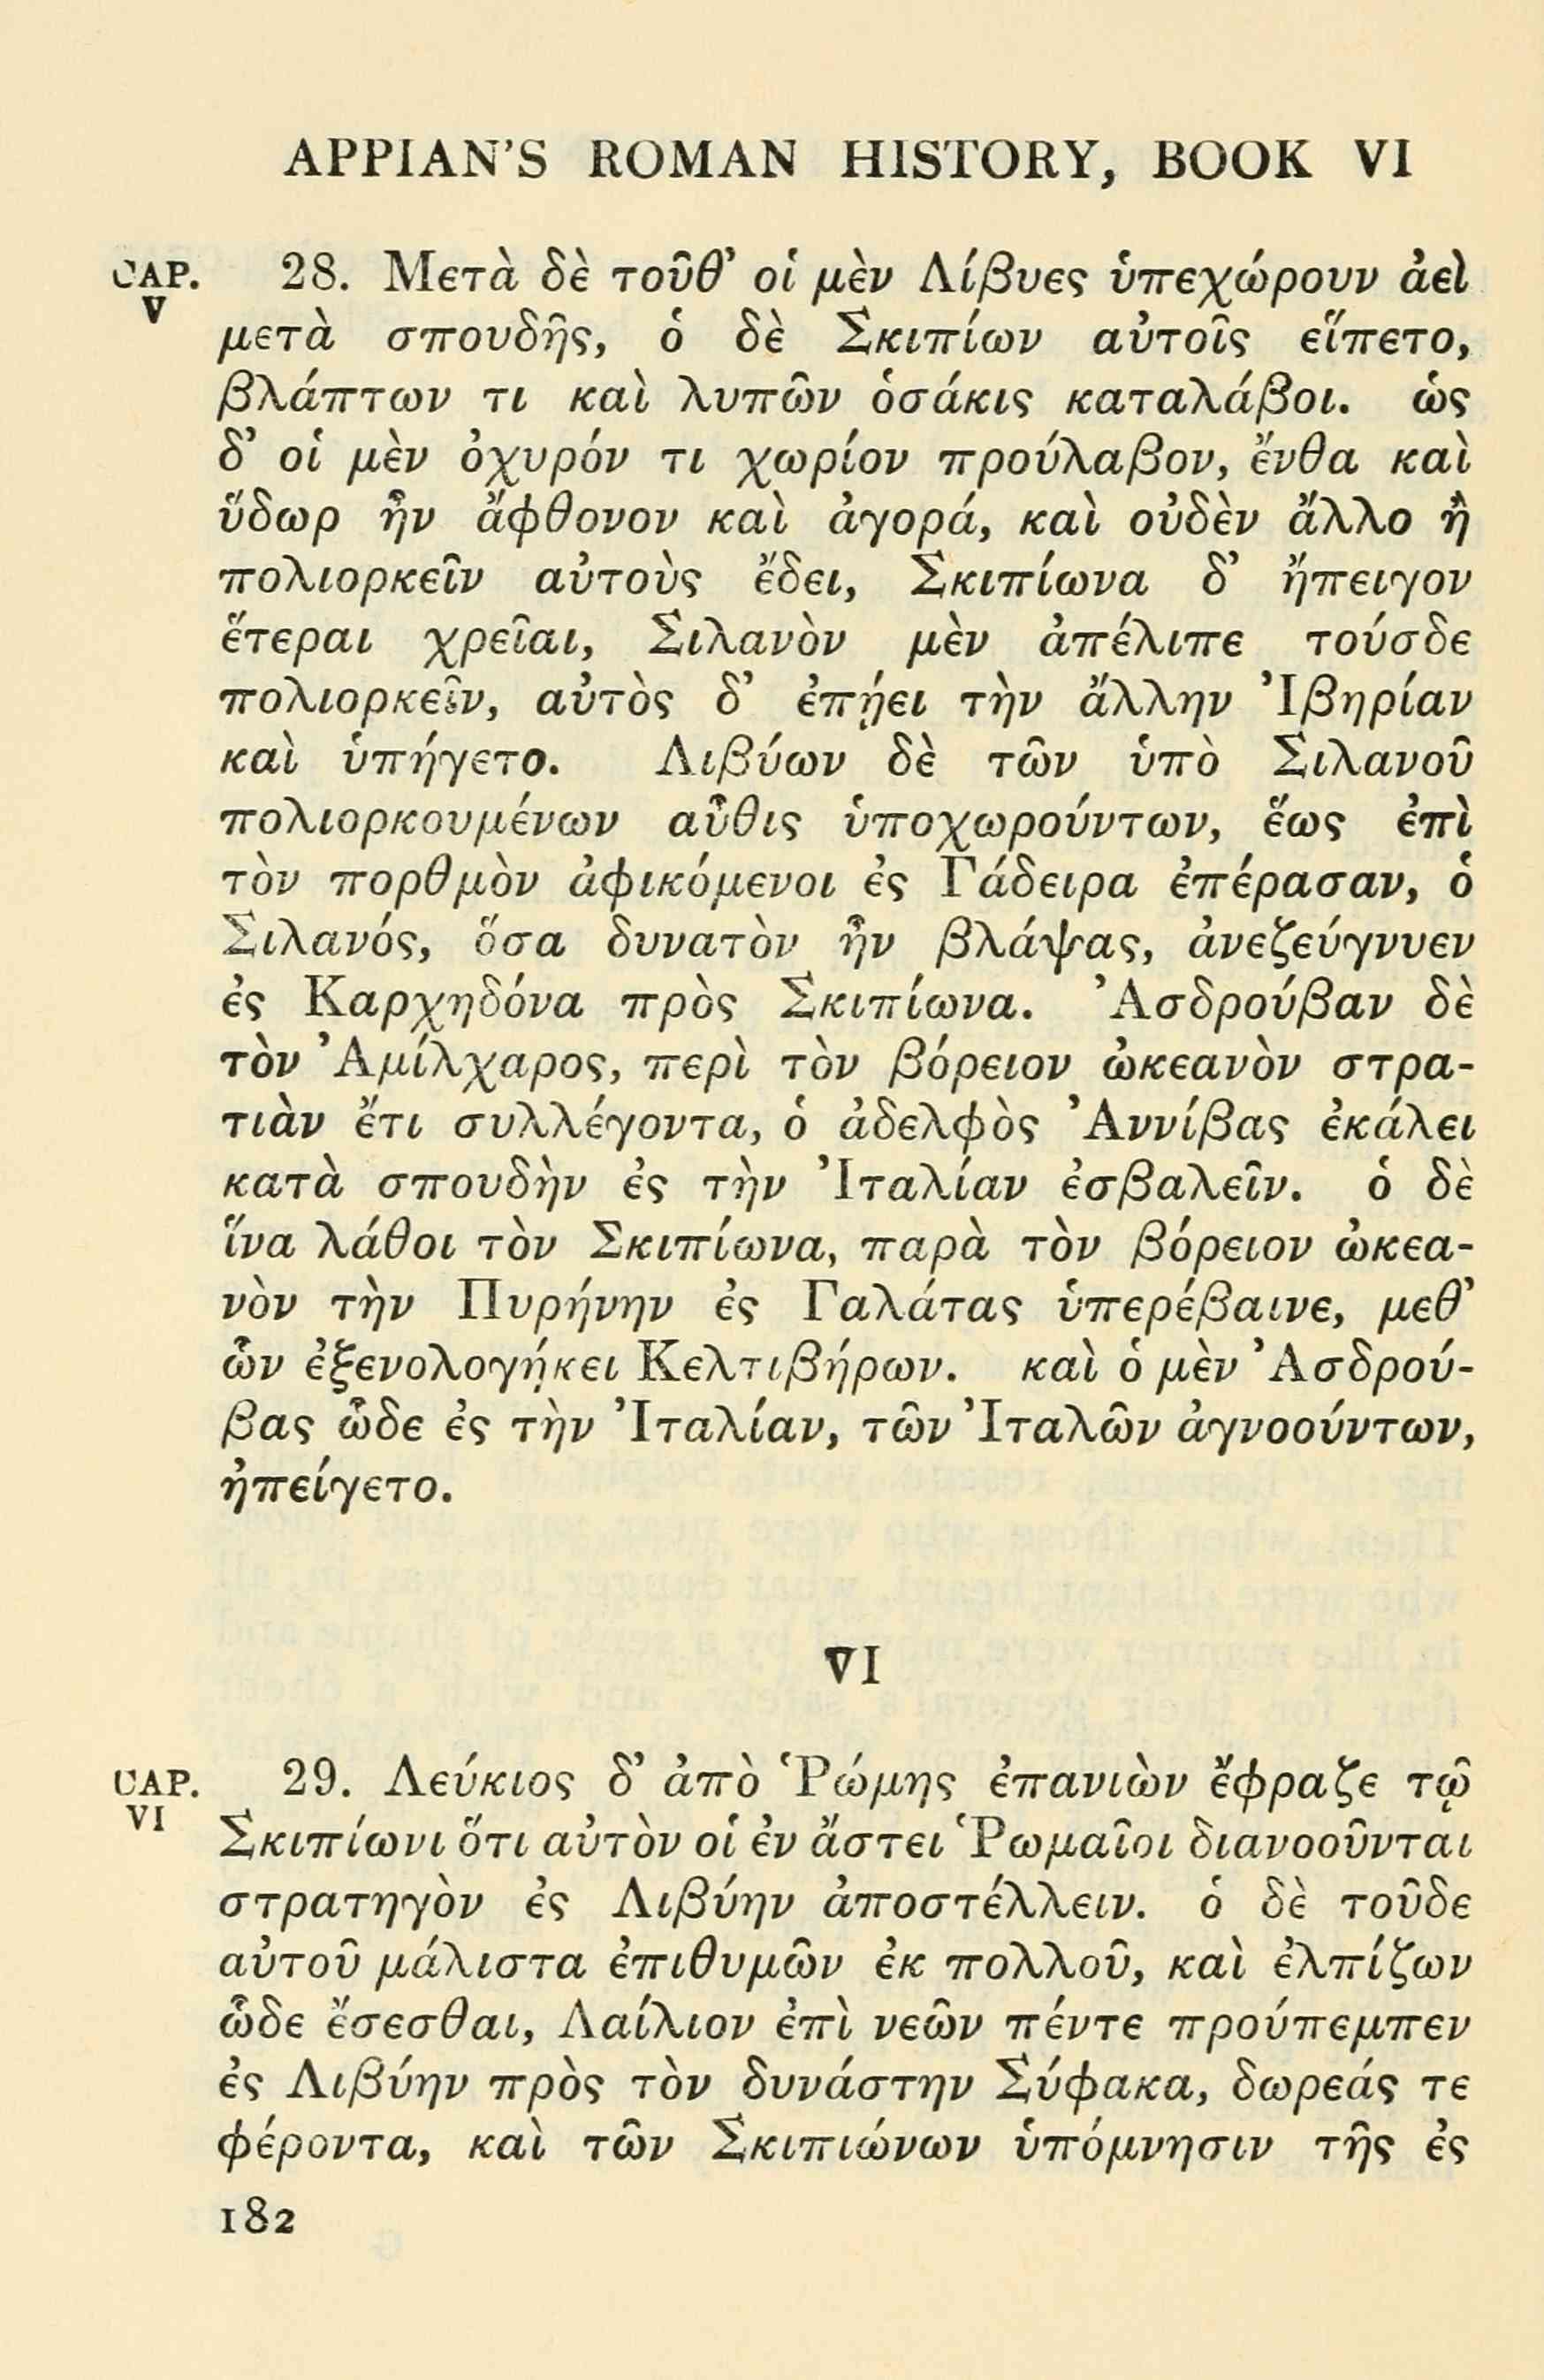 APPIAN'S ROMAN HISTORY, BOOK VI
CAP.
V
28. Μετὰ δὲ τοῦθ' οἱ μὲν Λίβυες ὑπεχώρουν ἀεὶ
μετὰ σπουδῆς, ὁ δὲ Σκιπίων αὐτοῖς εἵπετο,
βλάπτων τι καὶ λυπῶν ὁσάκις καταλάβοι. ὡς
δ' οἱ μὲν ὀχυρόν τι χωρίον προύλαβον, ἔνθα καὶ
ὕδωρ ἦν ἄφθονον καὶ ἀγορά, καὶ οὐδὲν ἄλλο ἢ
πολιορκεῖν αὐτοὺς ἔδει, Σκιπίωνα δ' ἤπειγον
ἕτεραι χρεῖαι, Σιλανὸν μὲν ἀπέλιπε τούσδε
πολιορκεῖν, αὐτὸς δ' ἐπῄει τὴν ἄλλην Ἰβηρίαν
καὶ ὑπήγετο. Λιβύων δὲ τῶν ὑπὸ Σιλανοῦ
πολιορκουμένων αὖθις ὑποχωρούντων, ἕως ἐπὶ
τὸν πορθμὸν ἀφικόμενοι ἐς Γάδειρα ἐπέρασαν, ὁ
Σιλανός, ὅσα δυνατὸν ἦν βλάψας, ἀνεζεύγνυεν
ἐς Καρχηδόνα πρὸς Σκιπίωνα. Ἀσδρούβαν δὲ
τὸν Ἀμίλχαρος, περὶ τὸν βόρειον ὠκεανὸν στρα-
τιὰν ἔτι συλλέγοντα, ὁ ἀδελφὸς Ἀννίβας ἐκάλει
κατὰ σπουδὴν ἐς τὴν Ἰταλίαν ἐσβαλεῖν. ὁ δὲ
ἵνα λάθοι τὸν Σκιπίωνα, παρὰ τὸν βόρειον ὠκεα-
νὸν τὴν Πυρήνην ἐς Γαλάτας ὑπερέβαινε, μεθ'
ὧν ἐξενολογήκει Κελτιβήρων. καὶ ὁ μὲν Ἀσδρού-
βας ὧδε ἐς τὴν Ἰταλίαν, τῶν Ἰταλῶν ἀγνοούντων,
ἠπείγετο.
VI
CAP.
VI
29. Λεύκιος δ' ἀπὸ Ῥώμης ἐπανιὼν ἔφραζε τῷ
Σκιπίωνι ὅτι αὐτὸν οἱ ἐν ἄστει Ῥωμαῖοι διανοοῦνται
στρατηγὸν ἐς Λιβύην ἀποστέλλειν. ὁ δὲ τοῦδε
αὐτοῦ μάλιστα ἐπιθυμῶν ἐκ πολλοῦ, καὶ ἐλπίζων
ὧδε ἔσεσθαι, Λαίλιον ἐπὶ νεῶν πέντε προύπεμπεν
ἐς Λιβύην πρὸς τὸν δυνάστην Σύφακα, δωρεάς τε
φέροντα, καὶ τῶν Σκιπιώνων ὑπόμνησιν τῆς ἐς
182